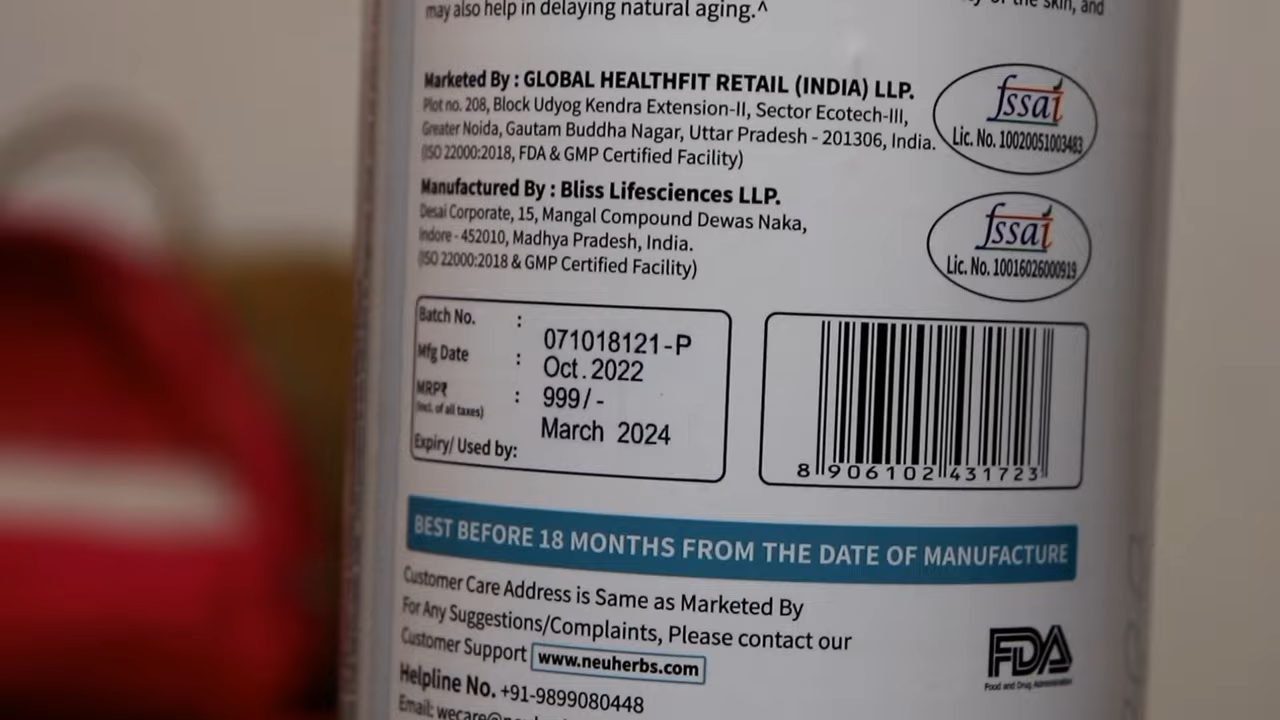 may also help in delaying natural aging.^
of the skin, and
Marketed By : GLOBAL HEALTHFIT RETAIL (INDIA) LLP.
Plot no. 208, Block Udyog Kendra Extension-II, Sector Ecotech-III,
Greater Noida, Gautam Buddha Nagar, Uttar Pradesh - 201306, India.
(ISO 22000:2018, FDA & GMP Certified Facility)
fssai
Lic. No. 10020051003483
Manufactured By : Bliss Lifesciences LLP.
Desai Corporate, 15, Mangal Compound Dewas Naka,
Indore - 452010, Madhya Pradesh, India.
(ISO 22000:2018 & GMP Certified Facility)
fssai
Lic. No. 10016026000919
Batch No. : 071018121-P
Mfg Date : Oct. 2022
MRP₹ : 999/-
(Incl. of all taxes)
Expiry/ Used by: March 2024
8 906102 431723
BEST BEFORE 18 MONTHS FROM THE DATE OF MANUFACTURE
Customer Care Address is Same as Marketed By
For Any Suggestions/Complaints, Please contact our
Customer Support www.neuherbs.com
Helpline No. +91-9899080448
Email: wecare@
FDA
Food and Drug Administration